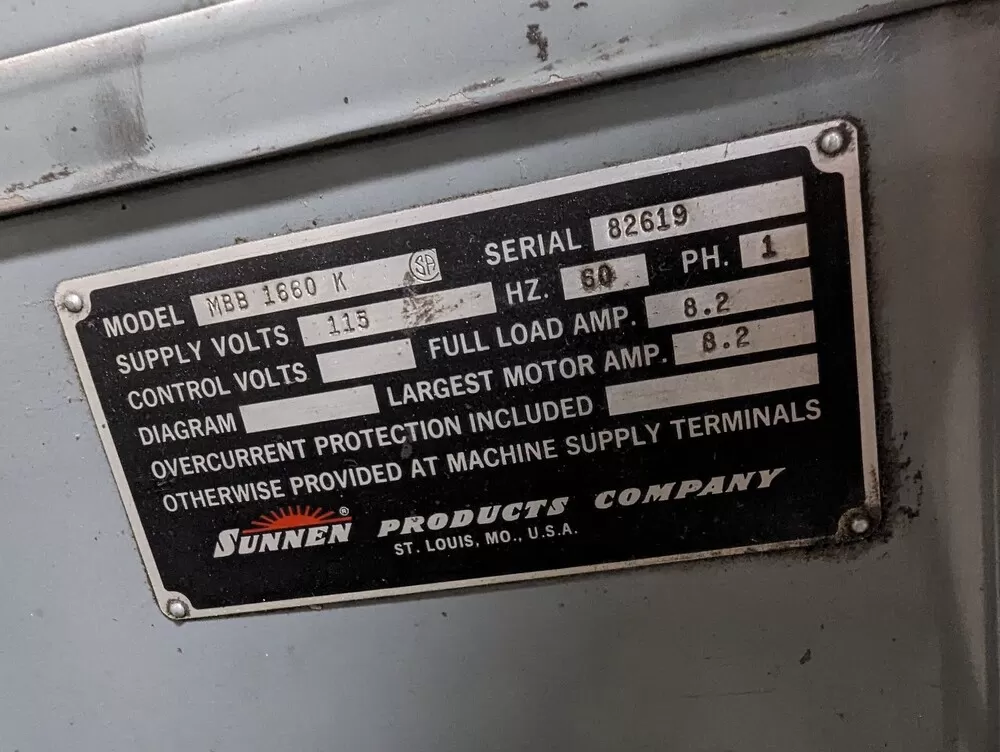 MODEL MBB 1660 K SA SERIAL 82619
SUPPLY VOLTS 115 HZ. 60 PH. 1
CONTROL VOLTS FULL LOAD AMP. 8.2
DIAGRAM LARGEST MOTOR AMP. 8.2
OVERCURRENT PROTECTION INCLUDED
OTHERWISE PROVIDED AT MACHINE SUPPLY TERMINALS
SUNNEN® PRODUCTS COMPANY
ST. LOUIS, MO., U.S.A.